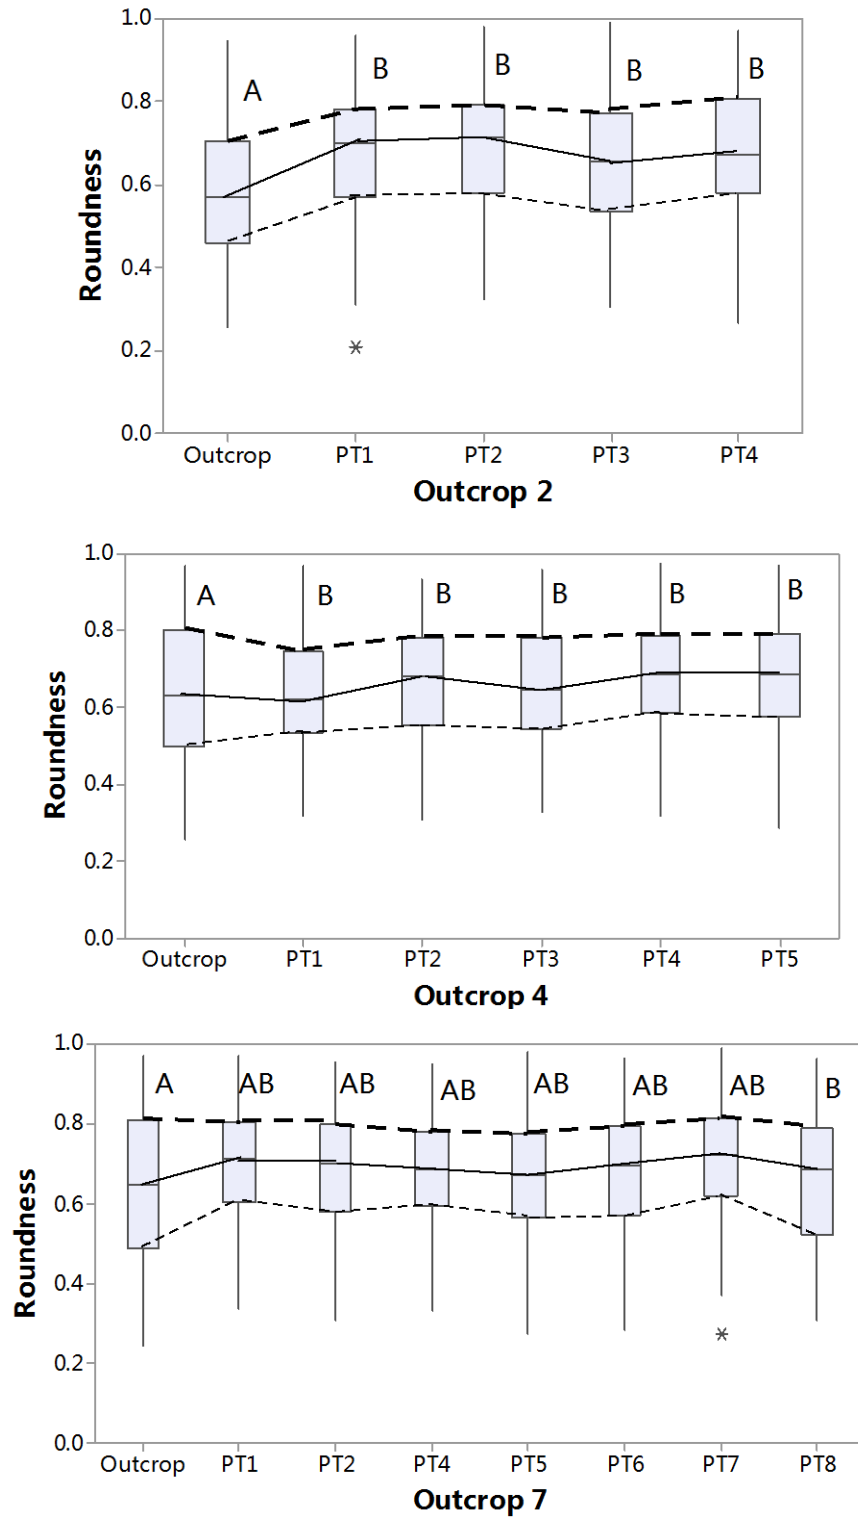 1.0
0.8
0.6
0.4
0.2
0.0
Roundness
A
B
B
B
B
*
Outcrop PT1 PT2 PT3 PT4
Outcrop 2
1.0
0.8
0.6
0.4
0.2
0.0
Roundness
A
B
B
B
B
B
Outcrop PT1 PT2 PT3 PT4 PT5
Outcrop 4
1.0
0.8
0.6
0.4
0.2
0.0
Roundness
A
AB
AB
AB
AB
AB
AB
B
*
Outcrop PT1 PT2 PT4 PT5 PT6 PT7 PT8
Outcrop 7